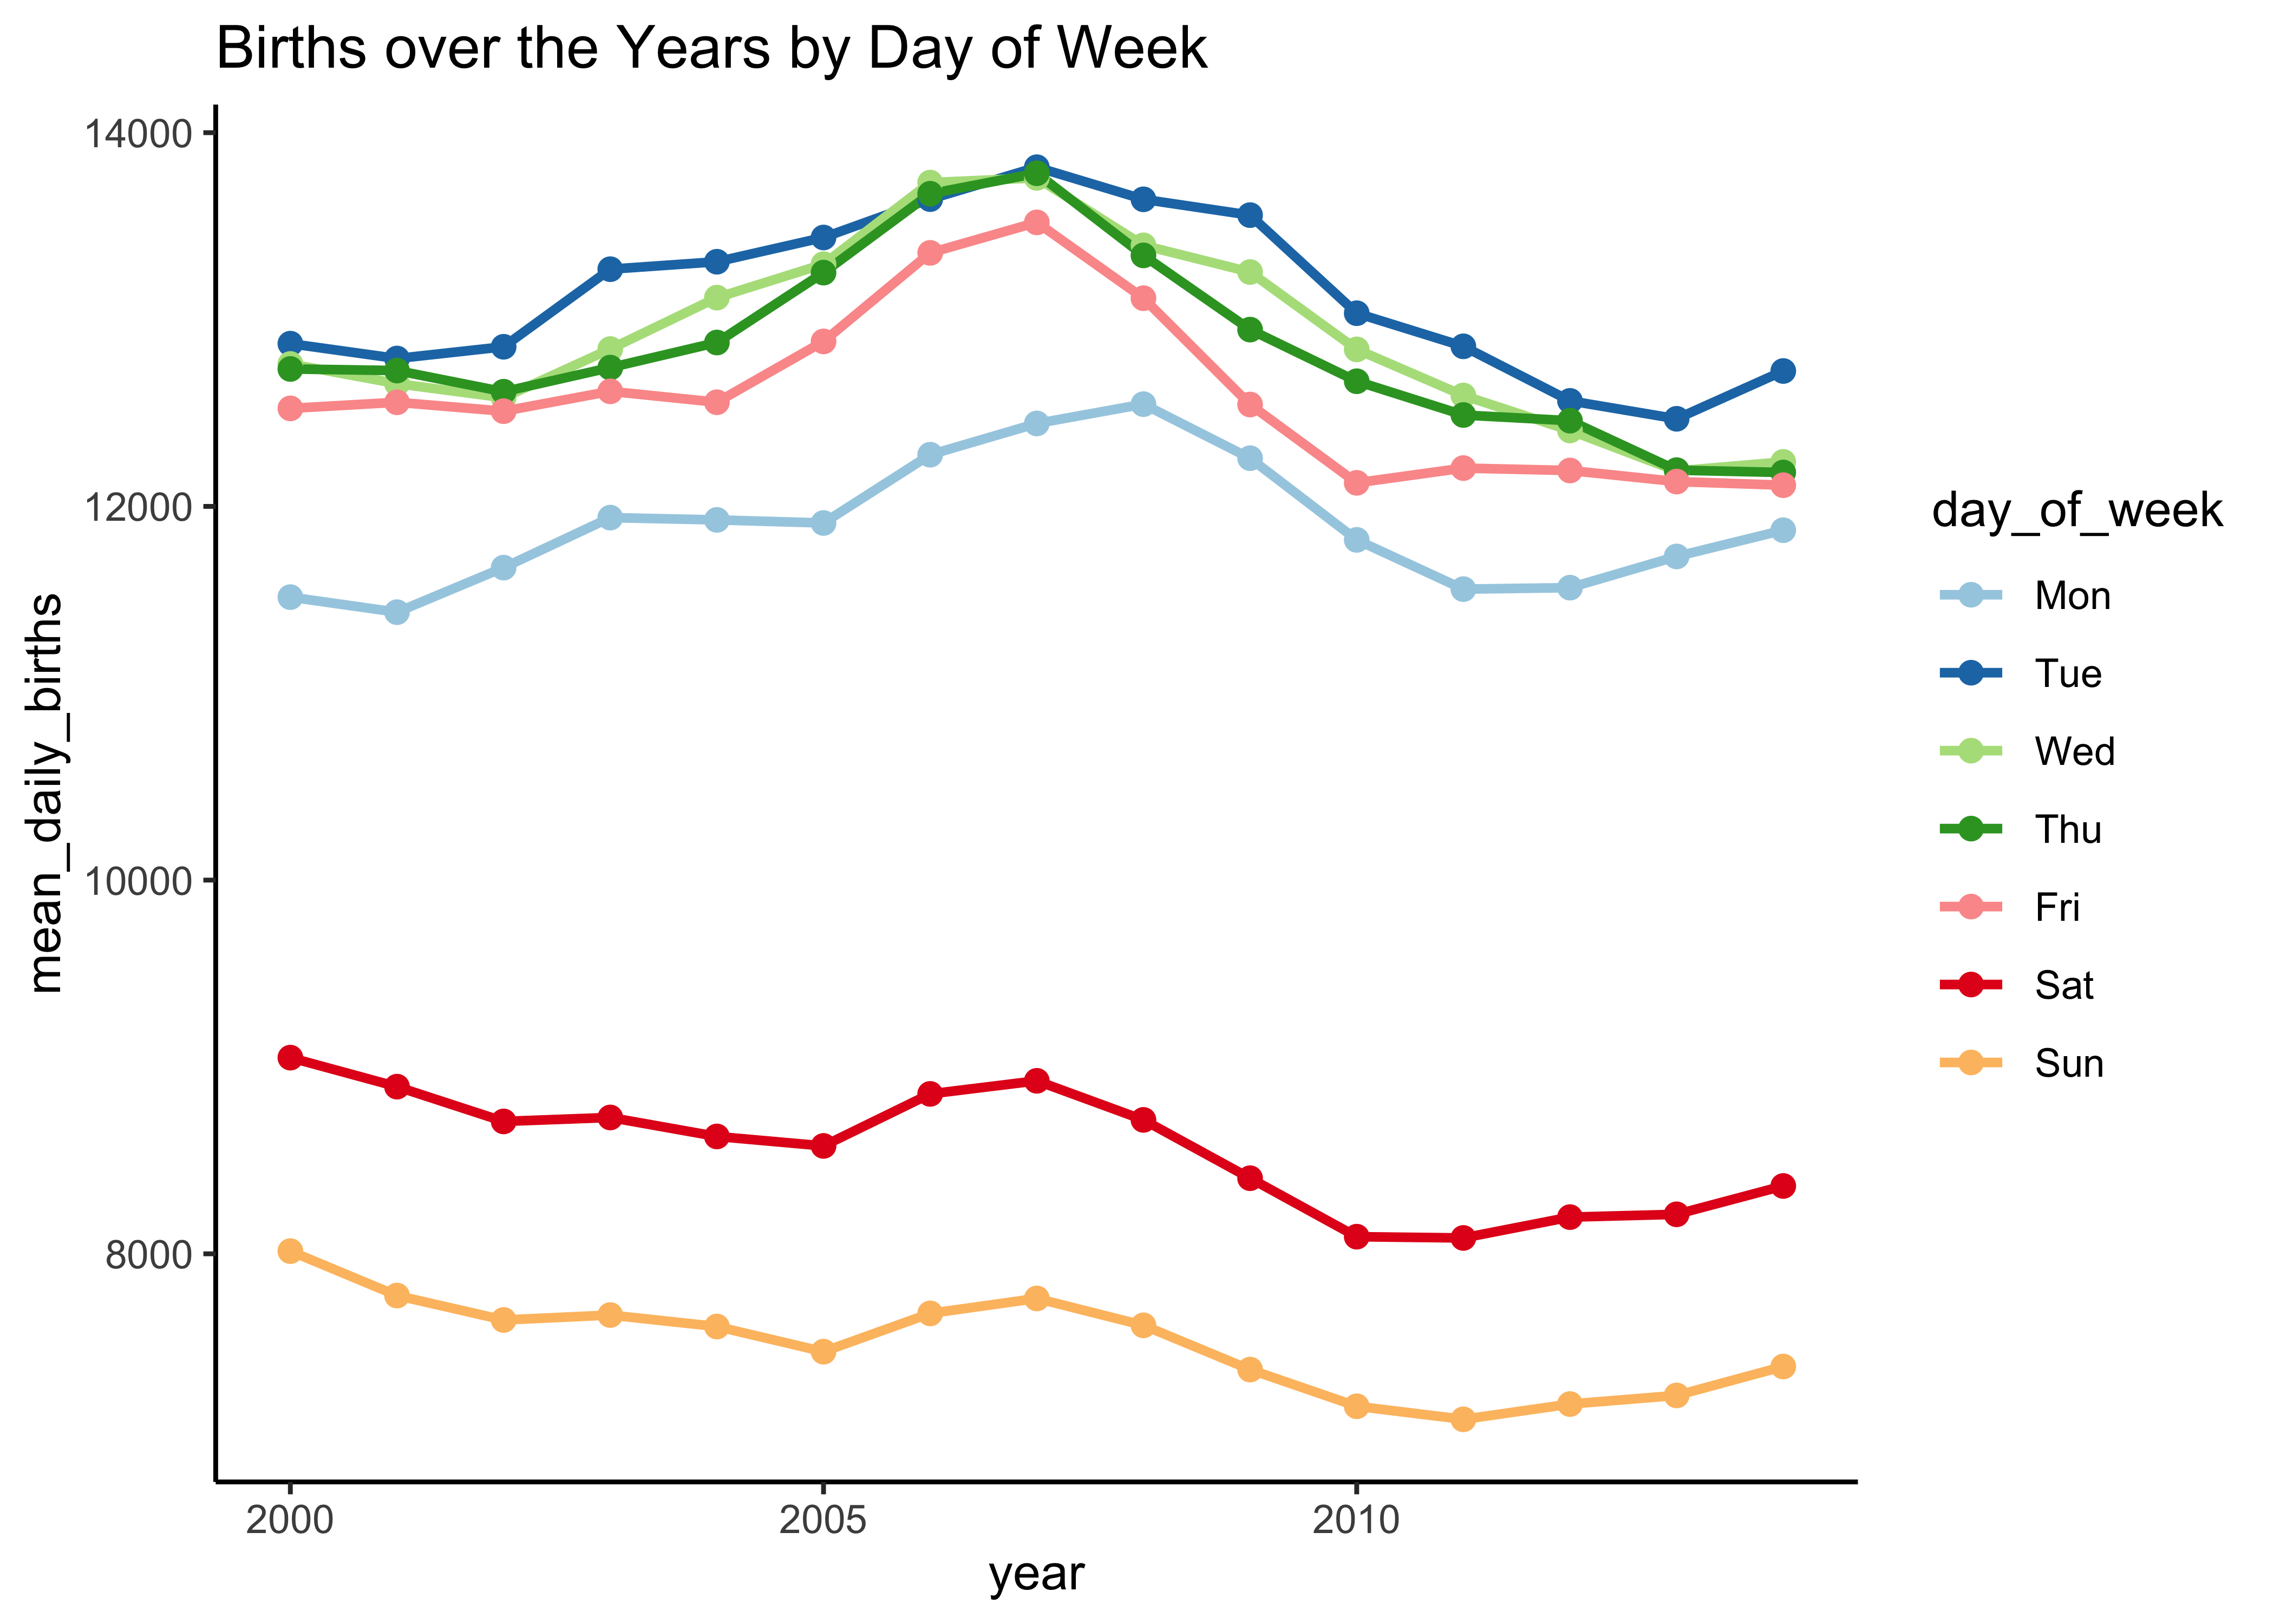 Births over the Years by Day of Week
14000
12000
10000
8000
mean_daily_births
2000
2005
2010
year
day_of_week
Mon
Tue
Wed
Thu
Fri
Sat
Sun